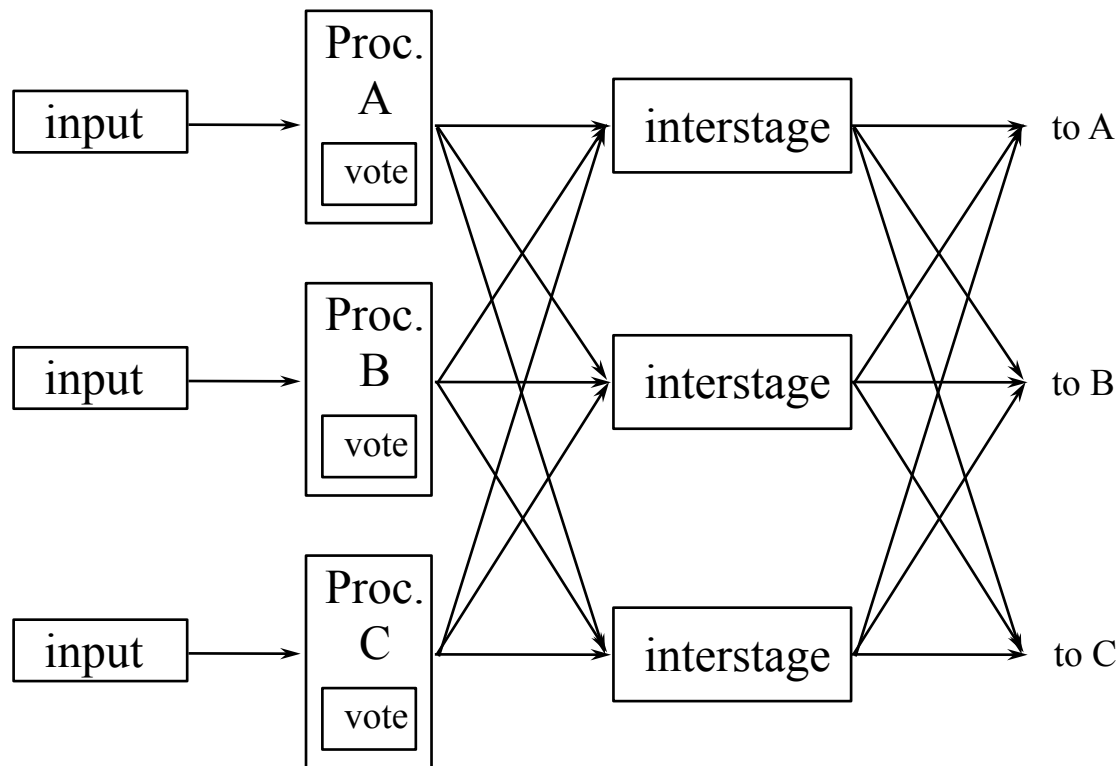 Proc.
A
input
vote
interstage
to A
Proc.
B
input
vote
interstage
to B
Proc.
C
input
vote
interstage
to C